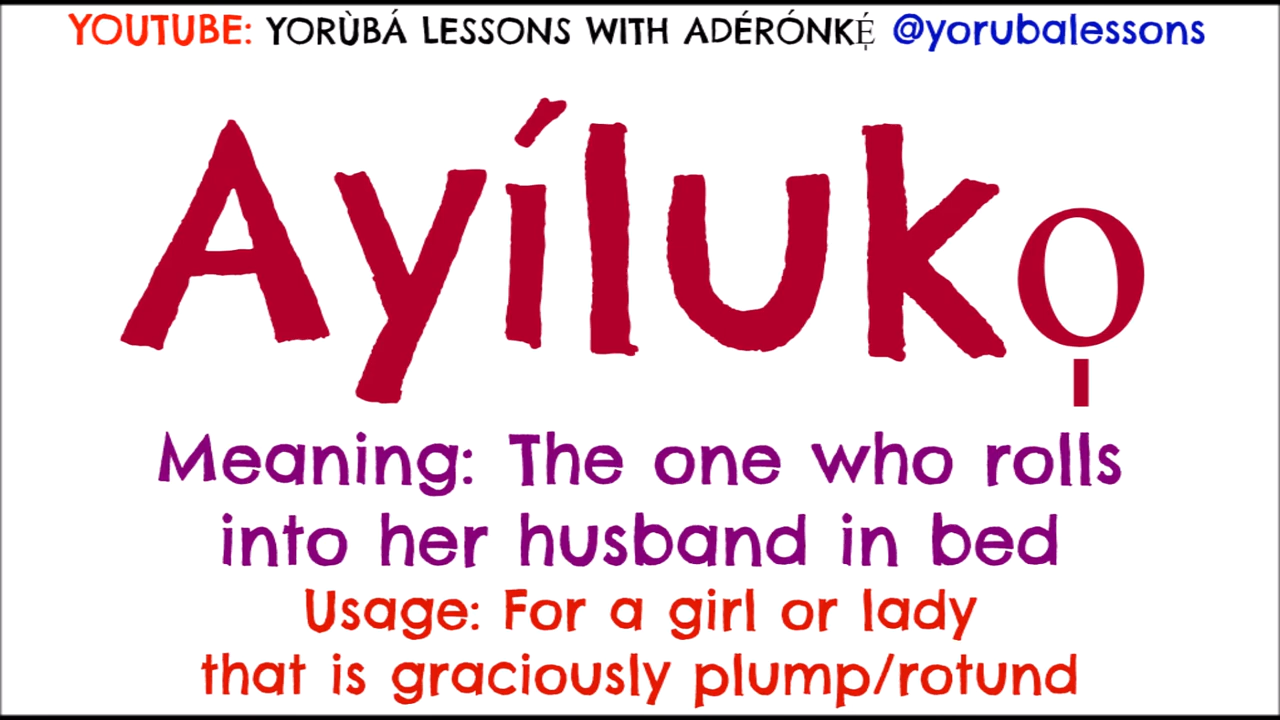 YOUTUBE: YORÙBÁ LESSONS WITH ADÉRÓNKẸ́ @yorubalessons
Ayílukọ
Meaning: The one who rolls
into her husband in bed
Usage: For a girl or lady
that is graciously plump/rotund